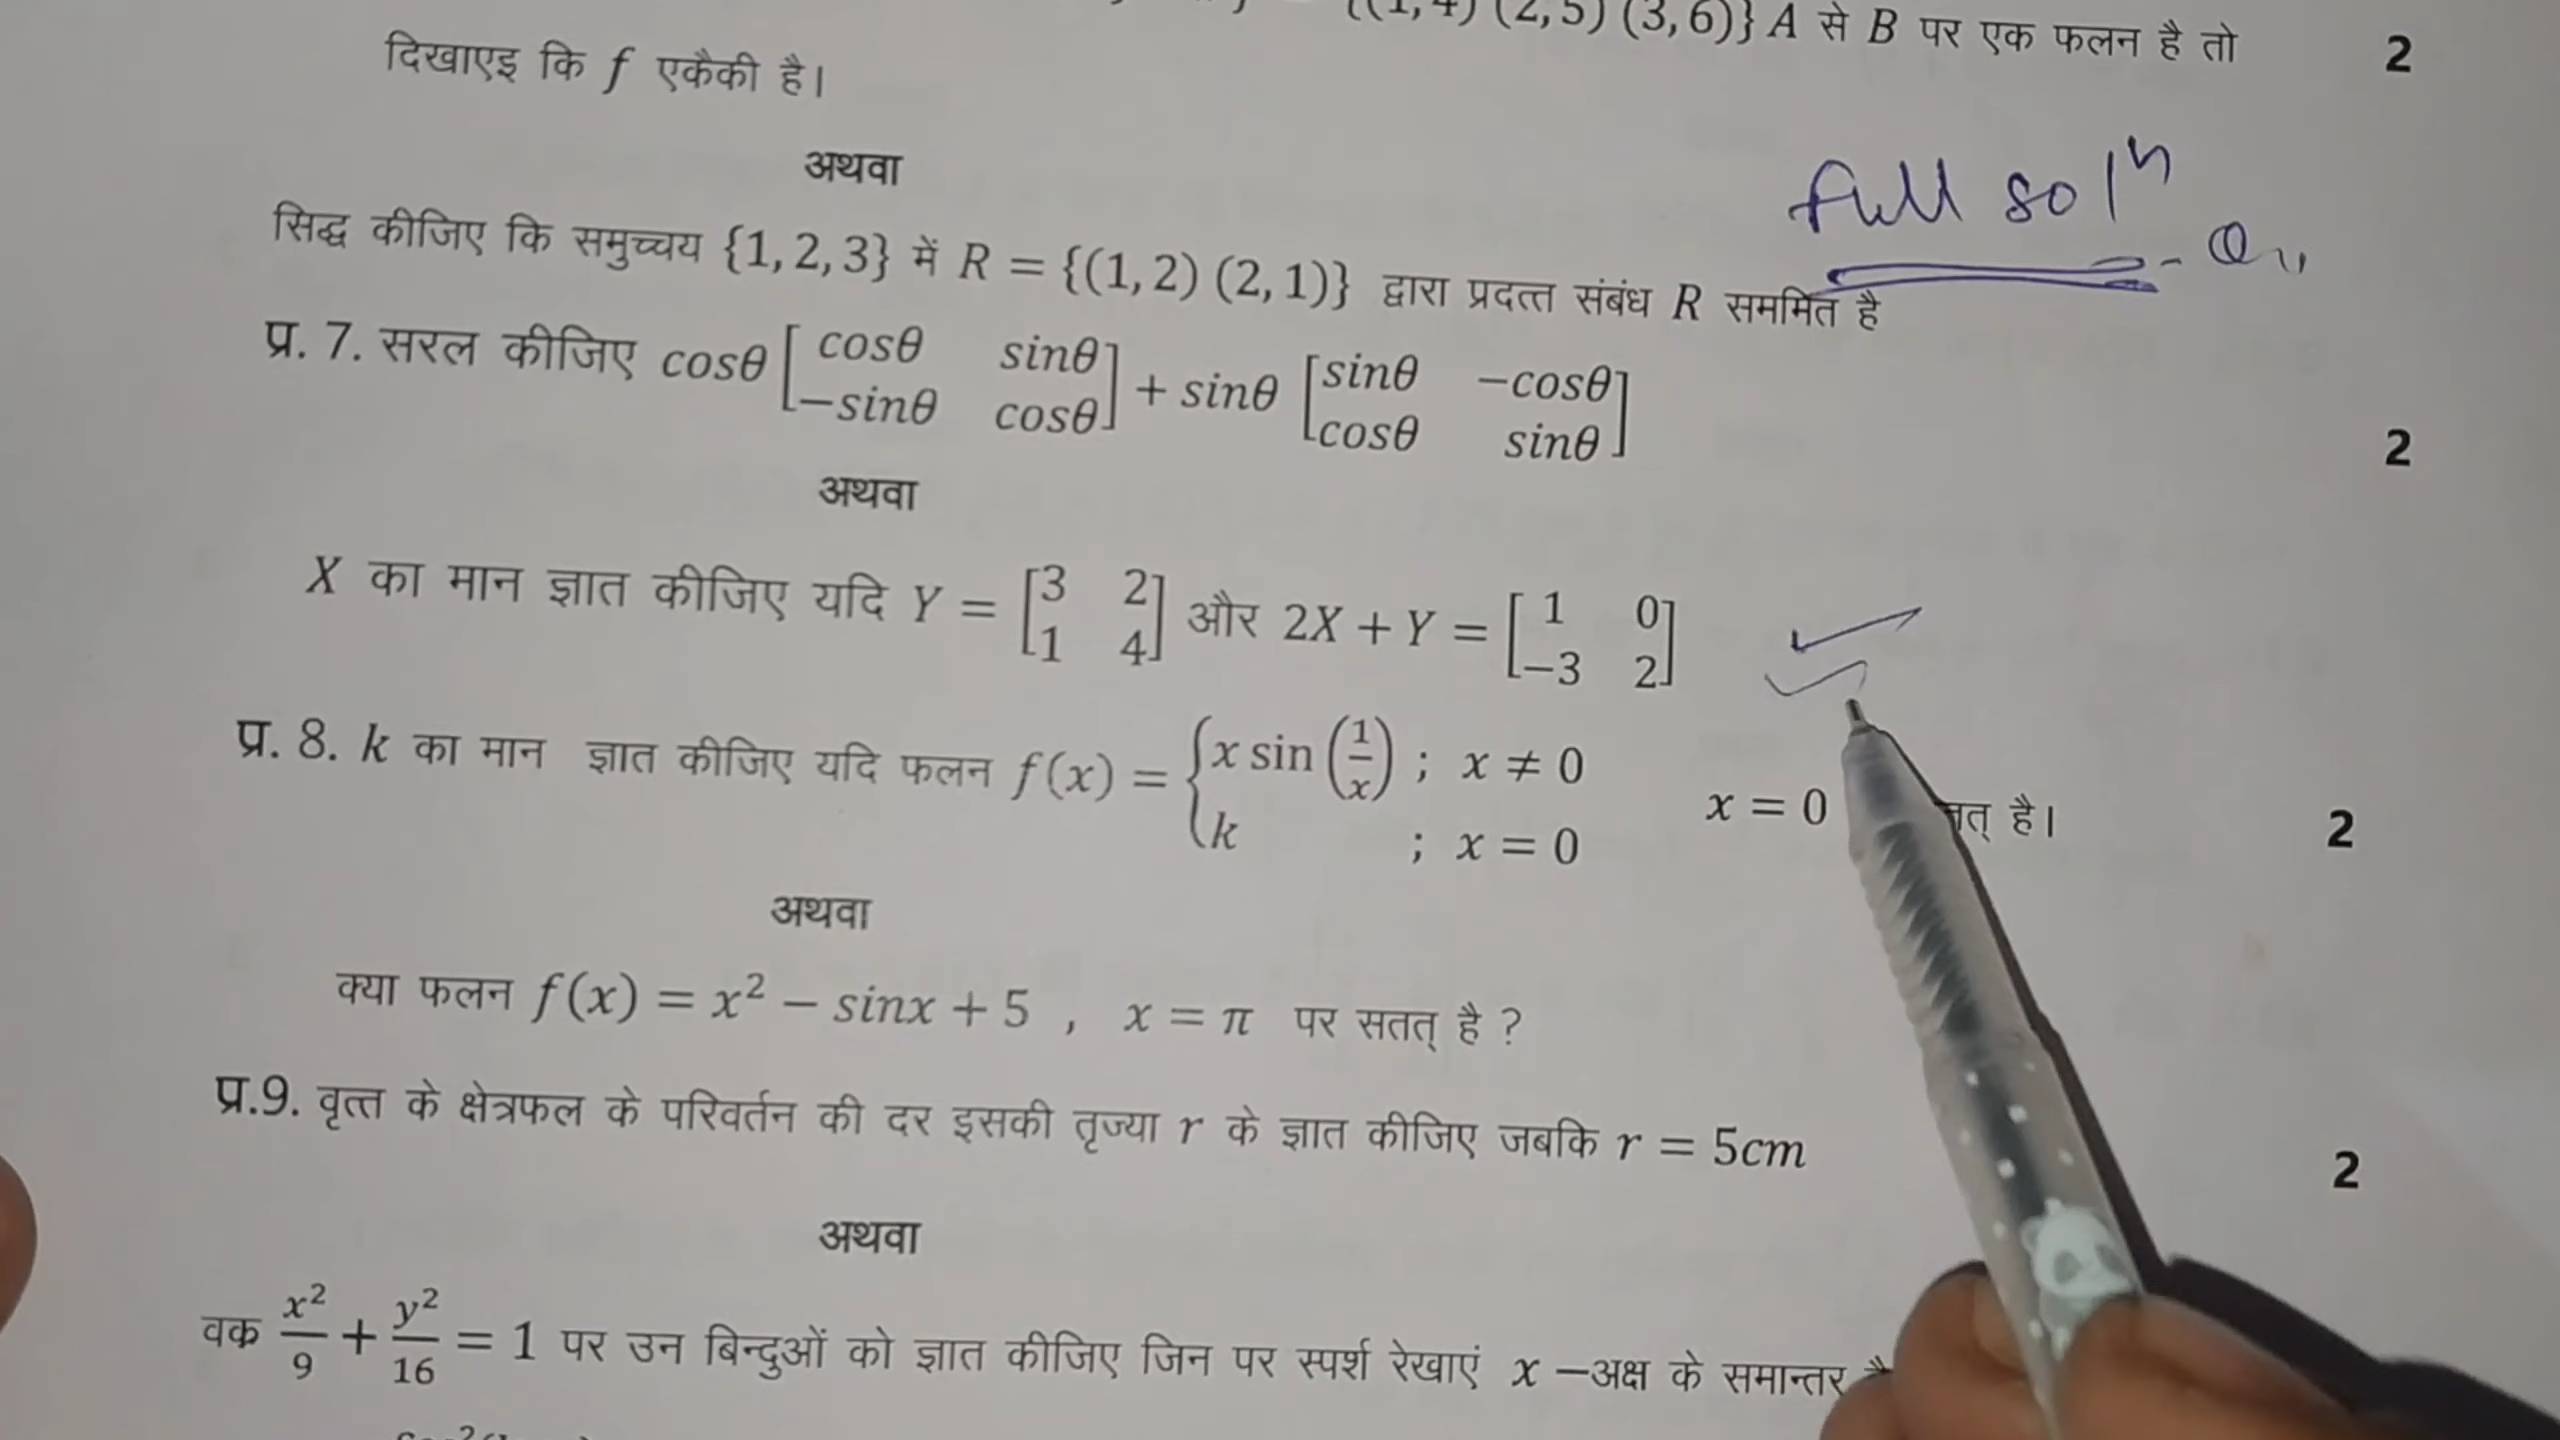 {(1,4) (2,5) (3,6)} A से B पर एक फलन है तो 2
दिखाएइ कि f एकैकी है।
अथवा
full solⁿ
सिद्ध कीजिए कि समुच्चय {1, 2, 3} में R = {(1, 2) (2, 1)} द्वारा प्रदत्त संबंध R सममित है
प्र. 7. सरल कीजिए cosθ [cosθ sinθ; −sinθ cosθ] + sinθ [sinθ −cosθ; cosθ sinθ] 2
अथवा
X का मान ज्ञात कीजिए यदि Y = [3 2; 1 4] और 2X + Y = [1 0; −3 2]
प्र. 8. k का मान ज्ञात कीजिए यदि फलन f(x) = {x sin (1/x) ; x ≠ 0
k ; x = 0 x = 0 है। 2
अथवा
क्या फलन f(x) = x² − sinx + 5 , x = π पर सतत् है ?
प्र.9. वृत्त के क्षेत्रफल के परिवर्तन की दर इसकी तृज्या r के ज्ञात कीजिए जबकि r = 5cm 2
अथवा
वक्र x²/9 + y²/16 = 1 पर उन बिन्दुओं को ज्ञात कीजिए जिन पर स्पर्श रेखाएं x −अक्ष के समान्तर